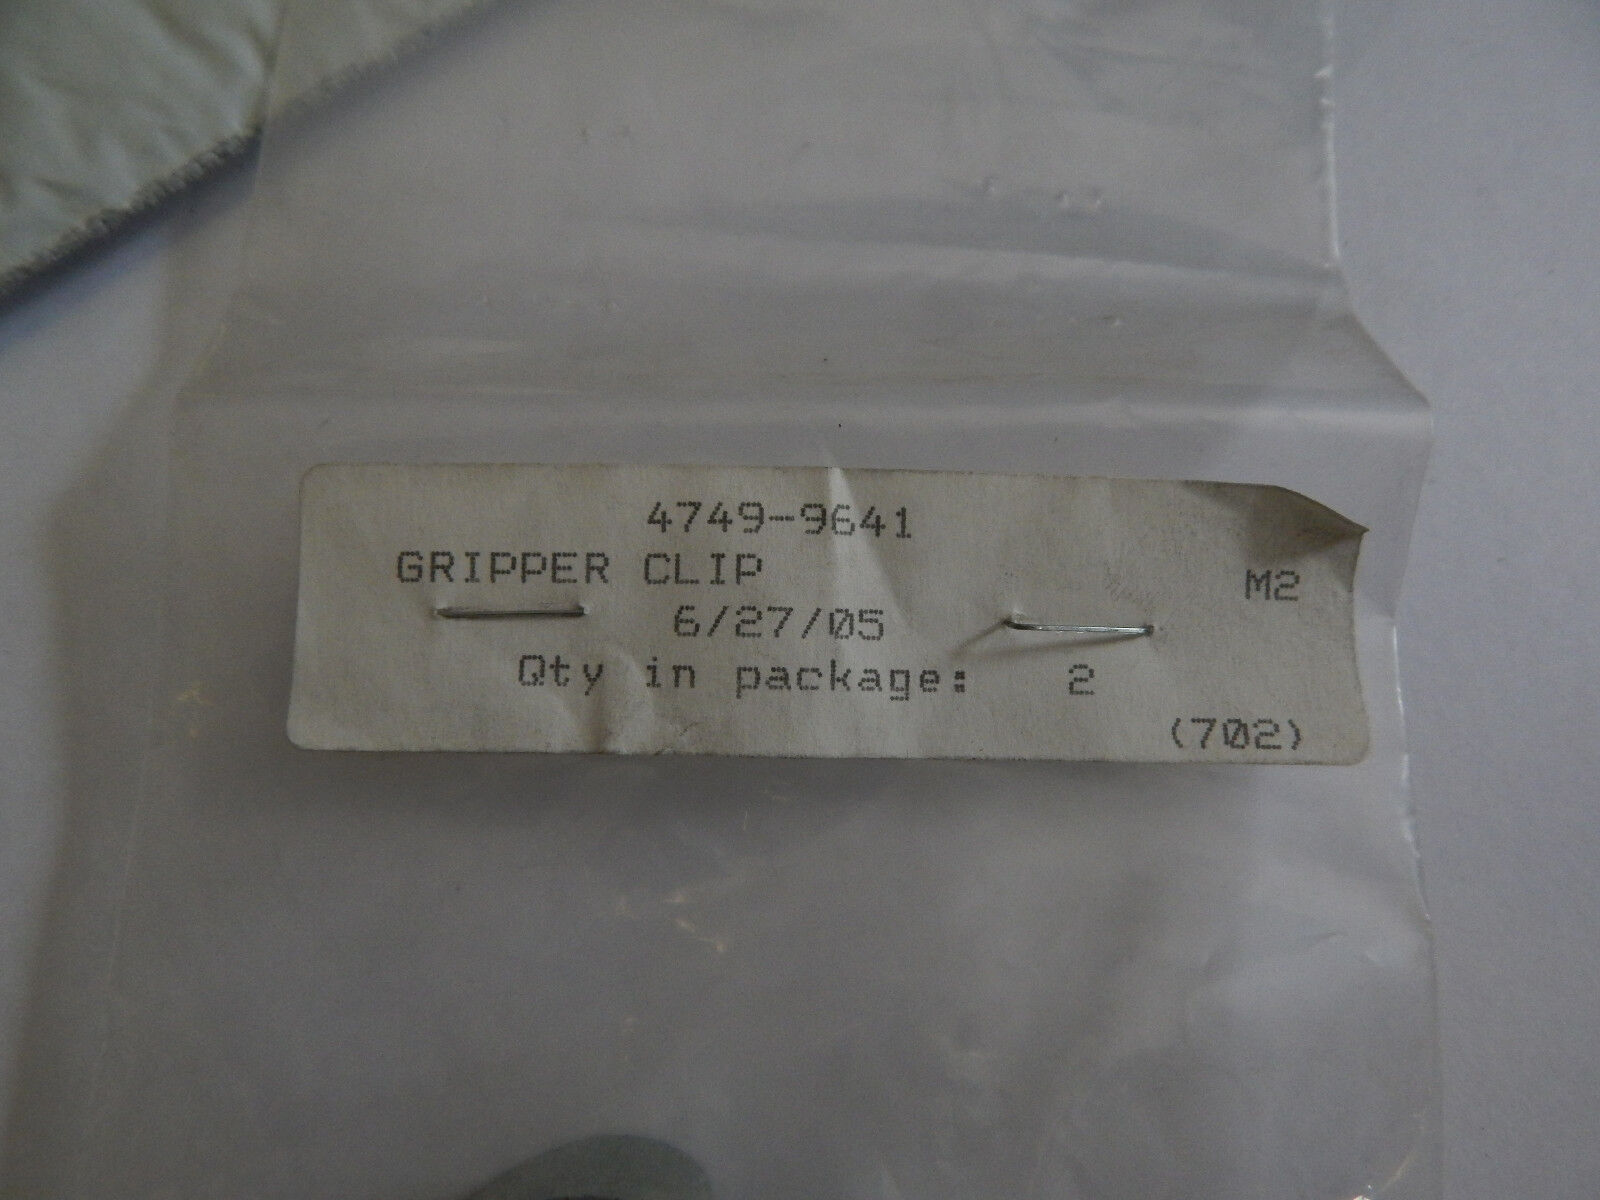 4749-9641
GRIPPER CLIP M2
6/27/05
Qty in package: 2
(702)